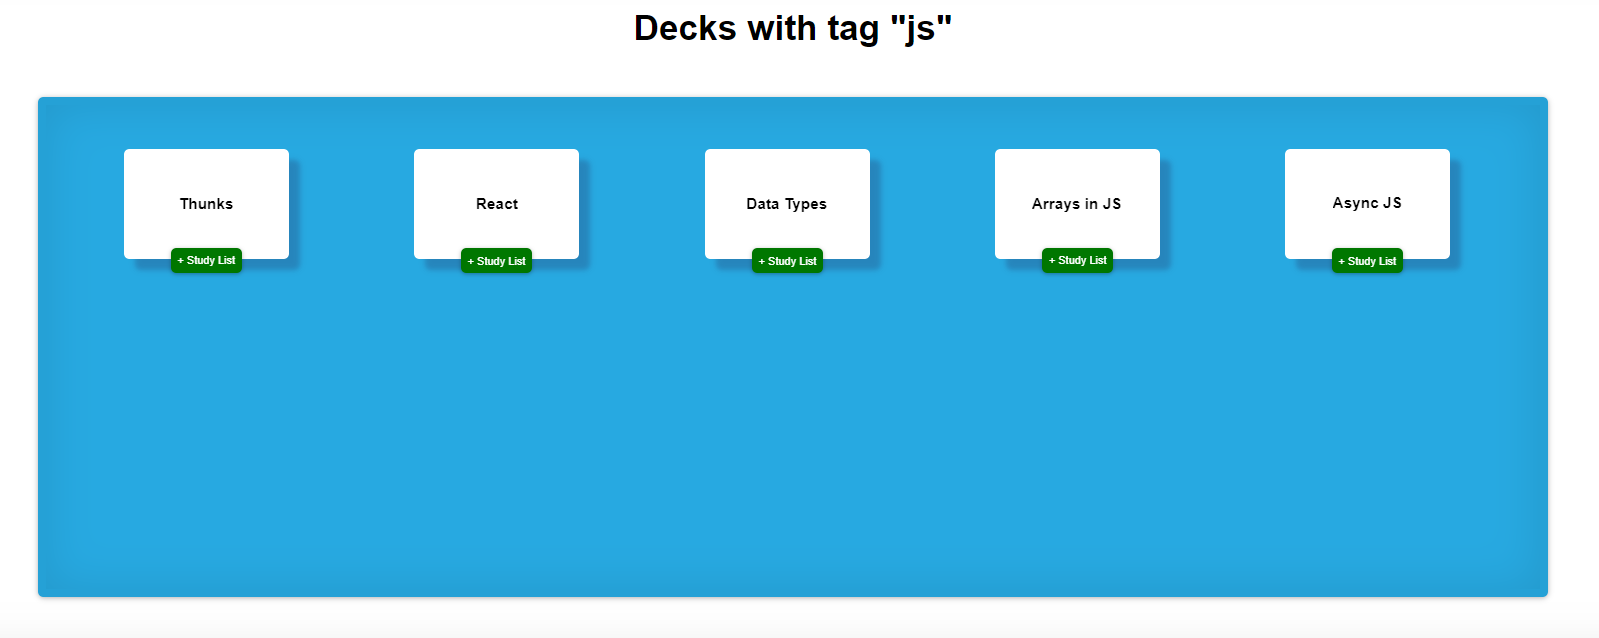 Decks with tag "js"
Thunks
React
Data Types
Arrays in JS
Async JS
+ Study List
+ Study List
+ Study List
+ Study List
+ Study List